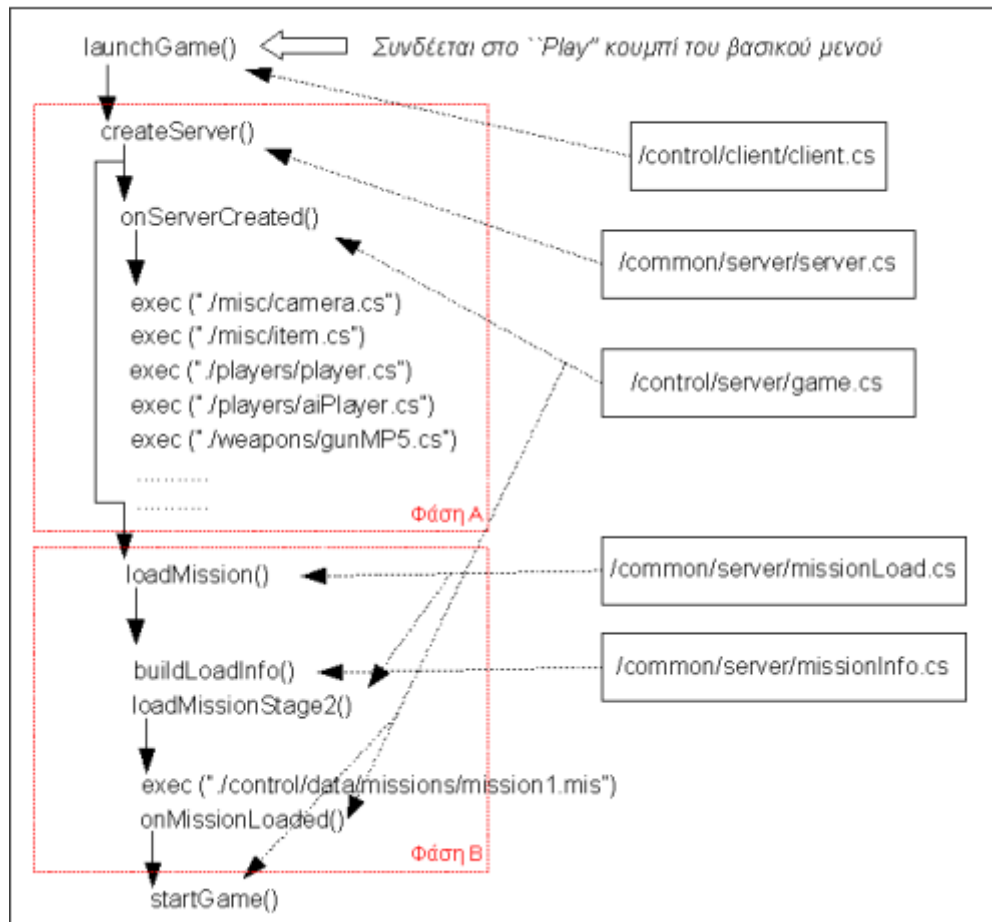 launchGame()
Συνδέεται στο ``Play" κουμπί του βασικού μενού
createServer()
/control/client/client.cs
onServerCreated()
/common/server/server.cs
exec ("./misc/camera.cs")
exec ("./misc/item.cs")
exec ("./players/player.cs")
exec ("./players/aiPlayer.cs")
exec ("./weapons/gunMP5.cs")
...........
...........
/control/server/game.cs
Φάση Α
loadMission()
/common/server/missionLoad.cs
buildLoadInfo()
/common/server/missionInfo.cs
loadMissionStage2()
exec ("./control/data/missions/mission1.mis")
onMissionLoaded()
Φάση Β
startGame()